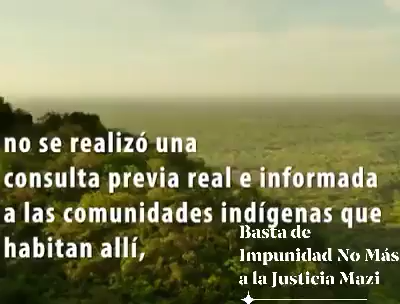 no se realizó una
consulta previa real e informada
a las comunidades indígenas que
habitan allí,
Basta de
Impunidad No Más
a la Justicia Mazi